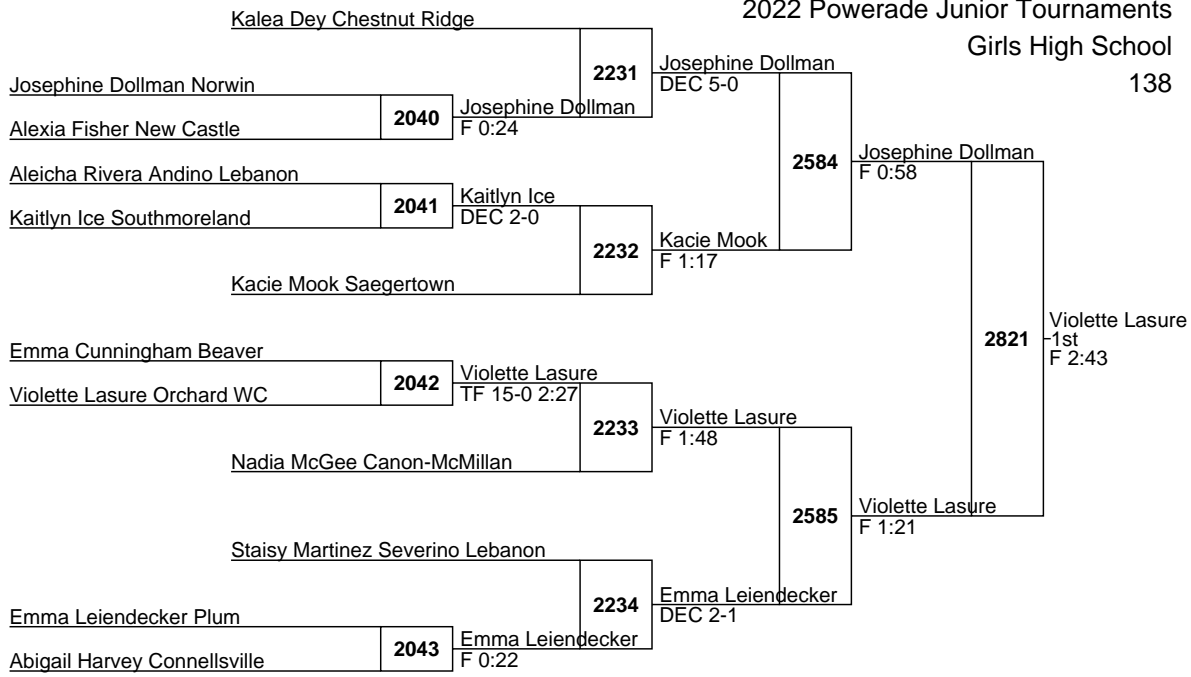 2022 Powerade Junior Tournaments
Girls High School
138
Kalea Dey Chestnut Ridge
2231
Josephine Dollman
DEC 5-0
Josephine Dollman Norwin
2040
Josephine Dollman
F 0:24
Alexia Fisher New Castle
2584
Josephine Dollman
F 0:58
Aleicha Rivera Andino Lebanon
2041
Kaitlyn Ice
DEC 2-0
Kaitlyn Ice Southmoreland
2232
Kacie Mook
F 1:17
Kacie Mook Saegertown
2821
Violette Lasure
1st
F 2:43
Emma Cunningham Beaver
2042
Violette Lasure
TF 15-0 2:27
Violette Lasure Orchard WC
2233
Violette Lasure
F 1:48
Nadia McGee Canon-McMillan
2585
Violette Lasure
F 1:21
Staisy Martinez Severino Lebanon
2234
Emma Leiendecker
DEC 2-1
Emma Leiendecker Plum
2043
Emma Leiendecker
F 0:22
Abigail Harvey Connellsville